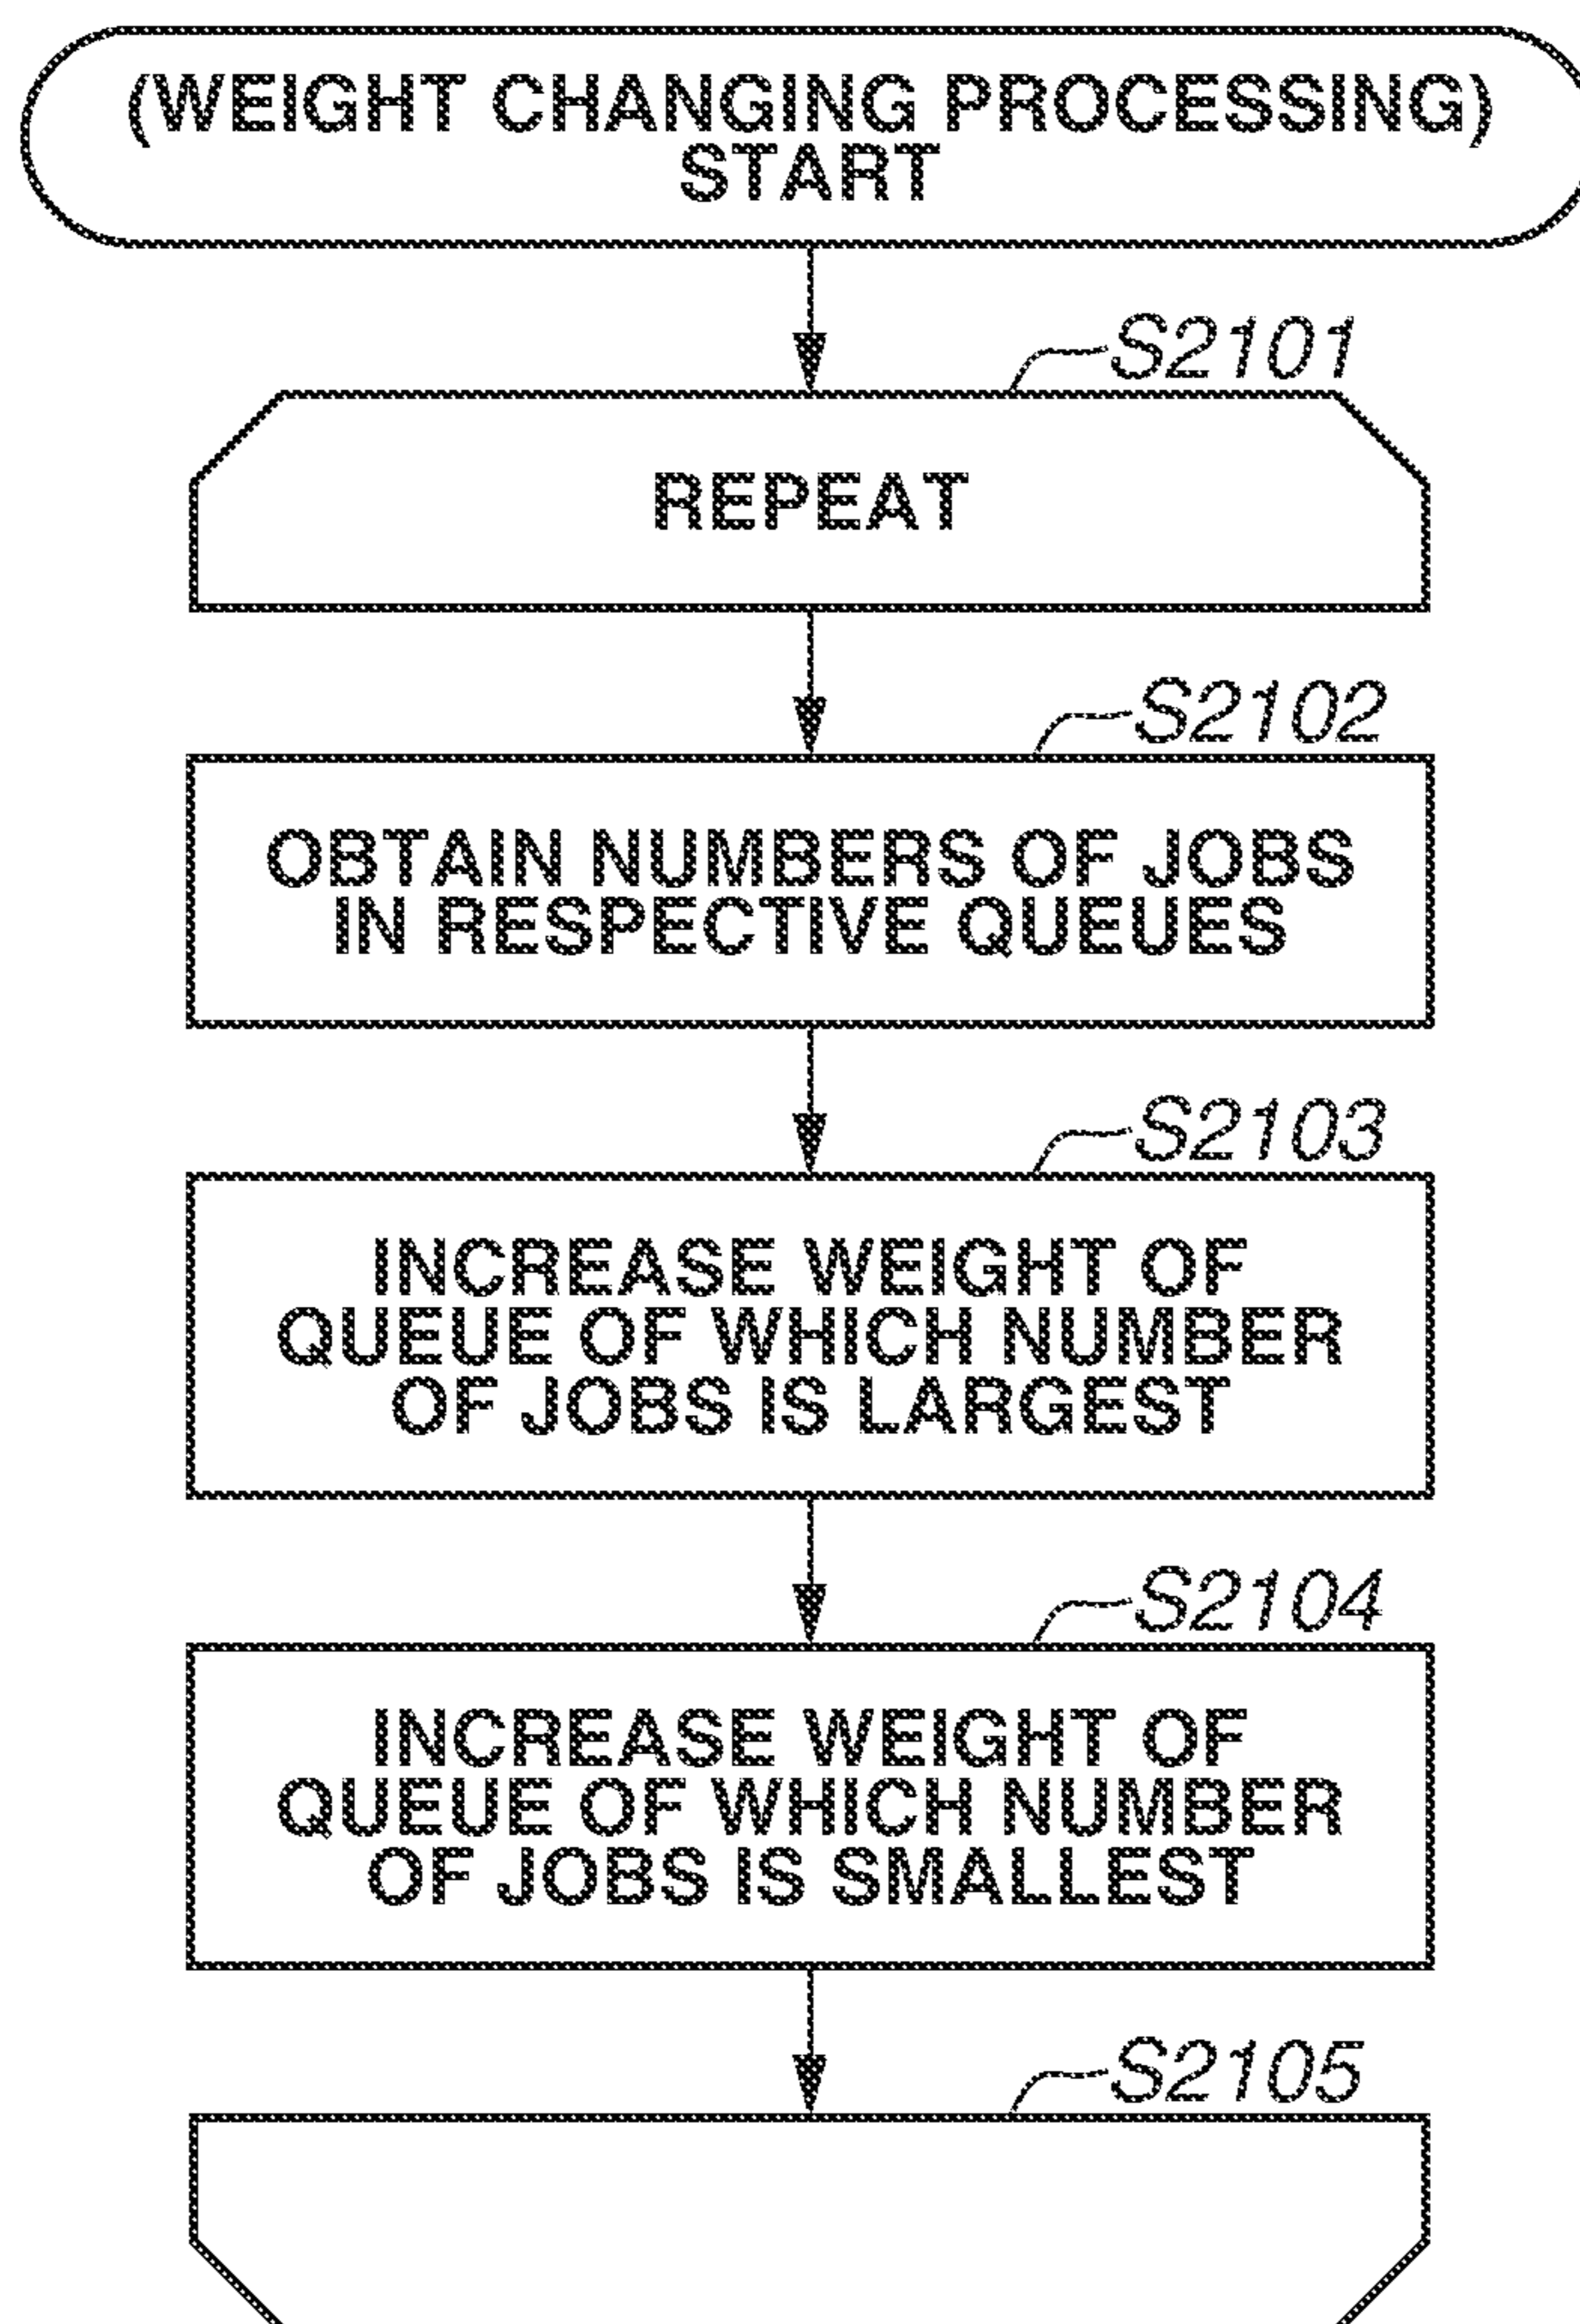 (WEIGHT CHANGING PROCESSING)
START
S2101
REPEAT
S2102
OBTAIN NUMBERS OF JOBS
IN RESPECTIVE QUEUES
S2103
INCREASE WEIGHT OF
QUEUE OF WHICH NUMBER
OF JOBS IS LARGEST
S2104
INCREASE WEIGHT OF
QUEUE OF WHICH NUMBER
OF JOBS IS SMALLEST
S2105